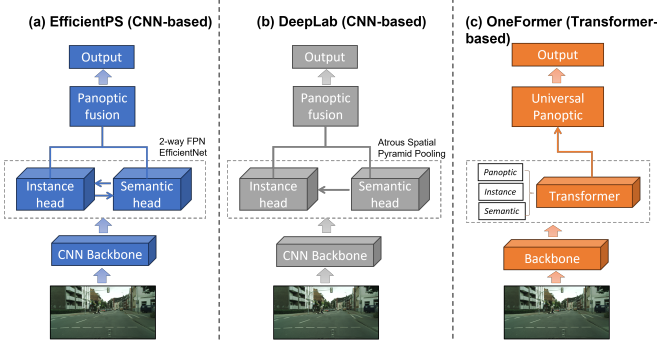 (a) EfficientPS (CNN-based)
Output
Panoptic
fusion
2-way FPN
EfficientNet
Instance
head
Semantic
head
CNN Backbone
(b) DeepLab (CNN-based)
Output
Panoptic
fusion
Atrous Spatial
Pyramid Pooling
Instance
head
Semantic
head
CNN Backbone
(c) OneFormer (Transformer-
based)
Output
Universal
Panoptic
Panoptic
Instance
Semantic
Transformer
Backbone